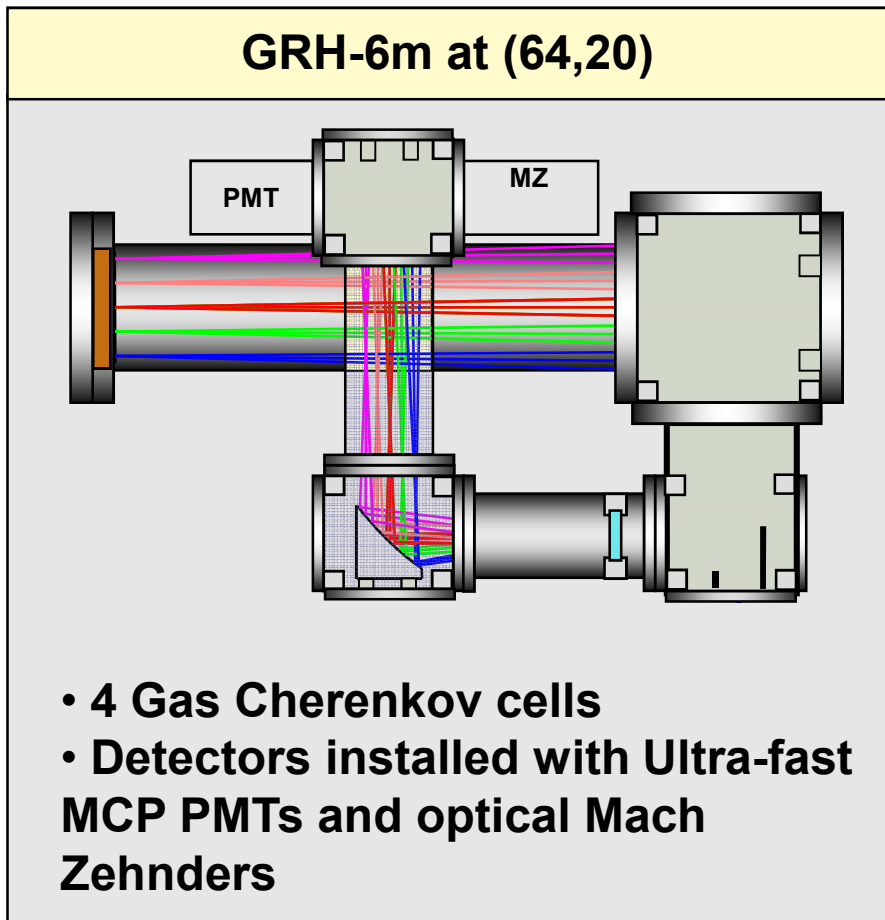 GRH-6m at (64,20)
PMT
MZ
• 4 Gas Cherenkov cells
• Detectors installed with Ultra-fast
MCP PMTs and optical Mach
Zehnders